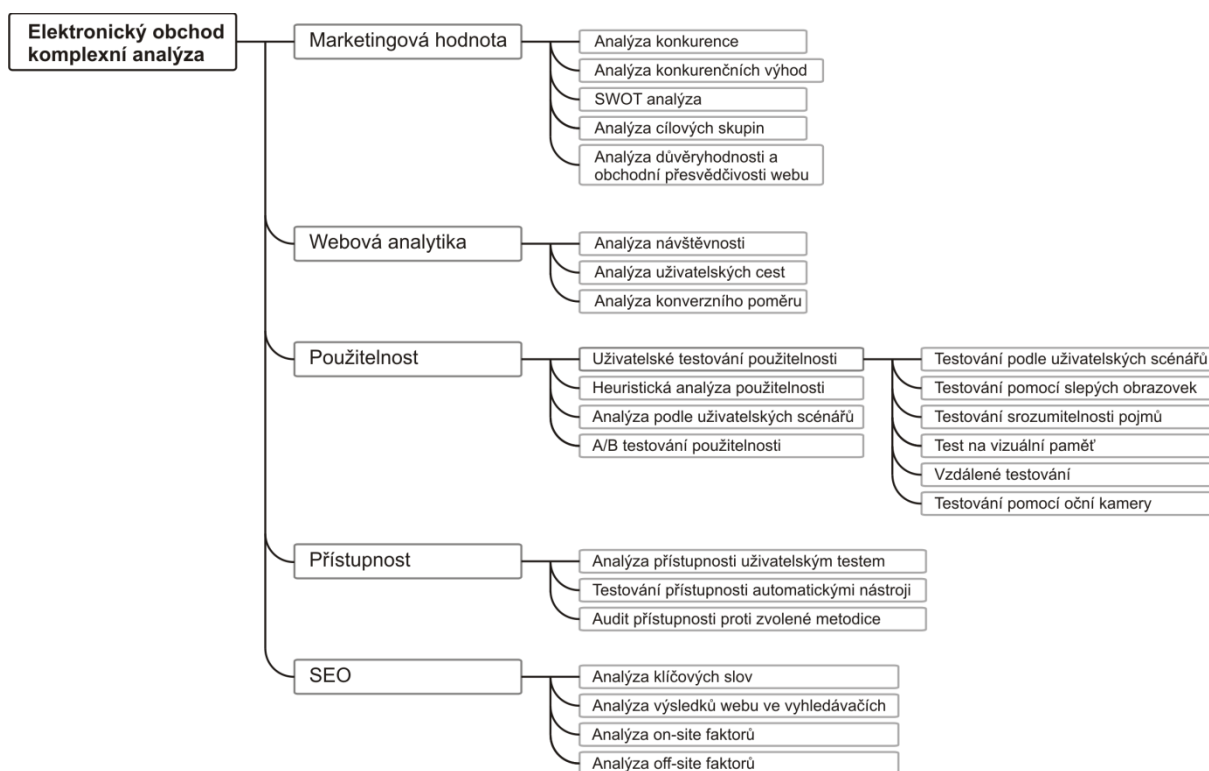 Elektronický obchod
komplexní analýza
Marketingová hodnota
Analýza konkurence
Analýza konkurenčních výhod
SWOT analýza
Analýza cílových skupin
Analýza důvěryhodnosti a
obchodní přesvědčivosti webu
Webová analytika
Analýza návštěvnosti
Analýza uživatelských cest
Analýza konverzního poměru
Použitelnost
Uživatelské testování použitelnosti
Testování podle uživatelských scénářů
Testování pomocí slepých obrazovek
Testování srozumitelnosti pojmů
Test na vizuální paměť
Vzdálené testování
Testování pomocí oční kamery
Heuristická analýza použitelnosti
Analýza podle uživatelských scénářů
A/B testování použitelnosti
Přístupnost
Analýza přístupnosti uživatelským testem
Testování přístupnosti automatickými nástroji
Audit přístupnosti proti zvolené metodice
SEO
Analýza klíčových slov
Analýza výsledků webu ve vyhledávačích
Analýza on-site faktorů
Analýza off-site faktorů